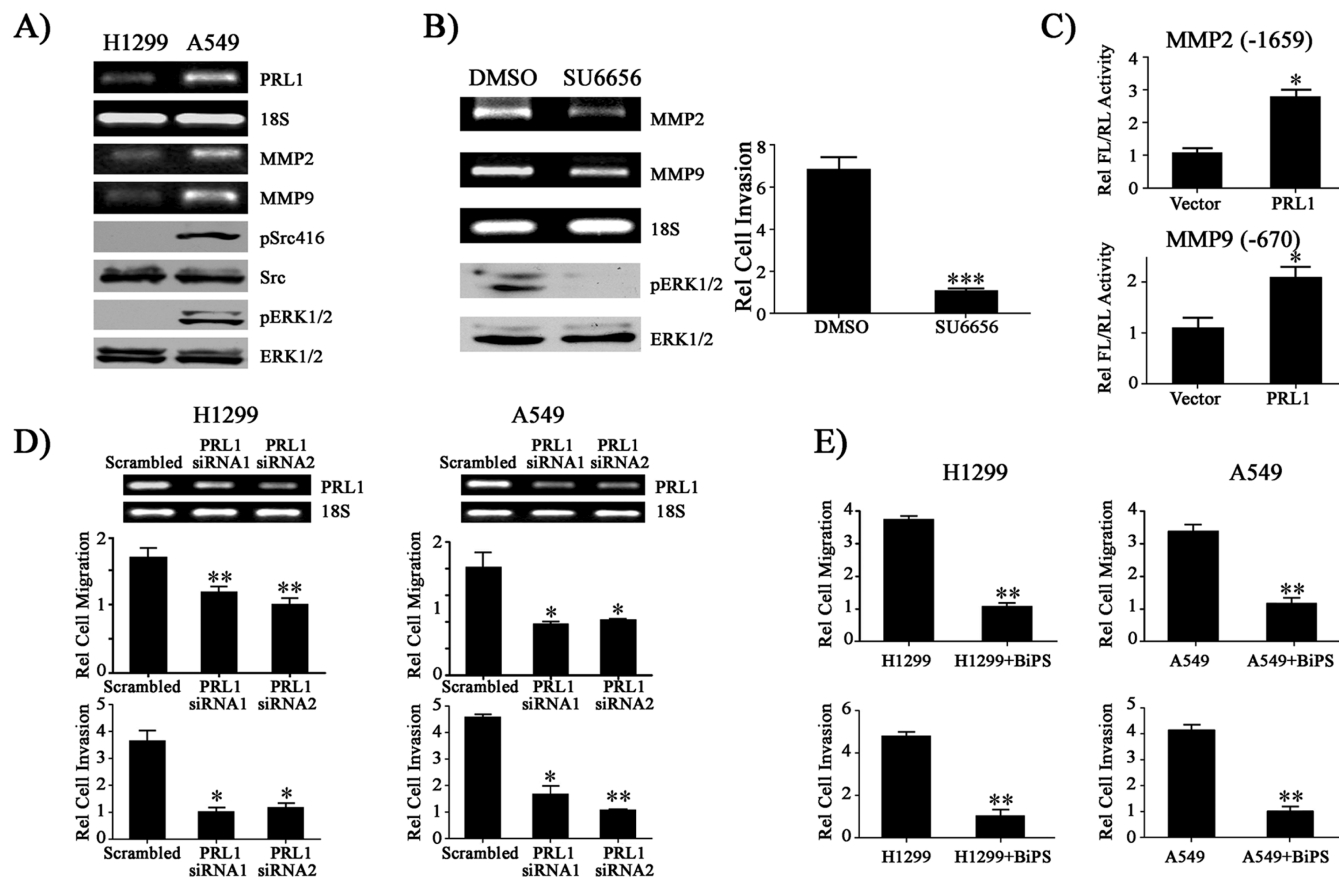 A)
H1299 A549
PRL1
18S
MMP2
MMP9
pSrc416
Src
pERK1/2
ERK1/2
B)
DMSO SU6656
MMP2
MMP9
18S
pERK1/2
ERK1/2
Rel Cell Invasion
8
6
4
2
0
***
DMSO SU6656
C)
MMP2 (-1659)
Rel FL/RL Activity
4
3
2
1
0
*
Vector PRL1
MMP9 (-670)
Rel FL/RL Activity
2
1
0
*
Vector PRL1
D)
H1299
Scrambled PRL1 siRNA1 PRL1 siRNA2
PRL1
18S
Rel Cell Migration
2
1
2
** **
Scrambled PRL1 siRNA1 PRL1 siRNA2
Rel Cell Invasion
5
4
3
2
1
0
* *
Scrambled PRL1 siRNA1 PRL1 siRNA2
A549
Scrambled PRL1 siRNA1 PRL1 siRNA2
PRL1
18S
Rel Cell Migration
2
1
2
* *
Scrambled PRL1 siRNA1 PRL1 siRNA2
Rel Cell Invasion
5
4
3
2
1
0
* **
Scrambled PRL1 siRNA1 PRL1 siRNA2
E)
H1299
Rel Cell Migration
4
3
2
1
0
**
H1299 H1299+BiPS
Rel Cell Invasion
6
4
2
0
**
H1299 H1299+BiPS
A549
Rel Cell Migration
4
3
2
1
0
**
A549 A549+BiPS
Rel Cell Invasion
5
4
3
2
1
0
**
A549 A549+BiPS